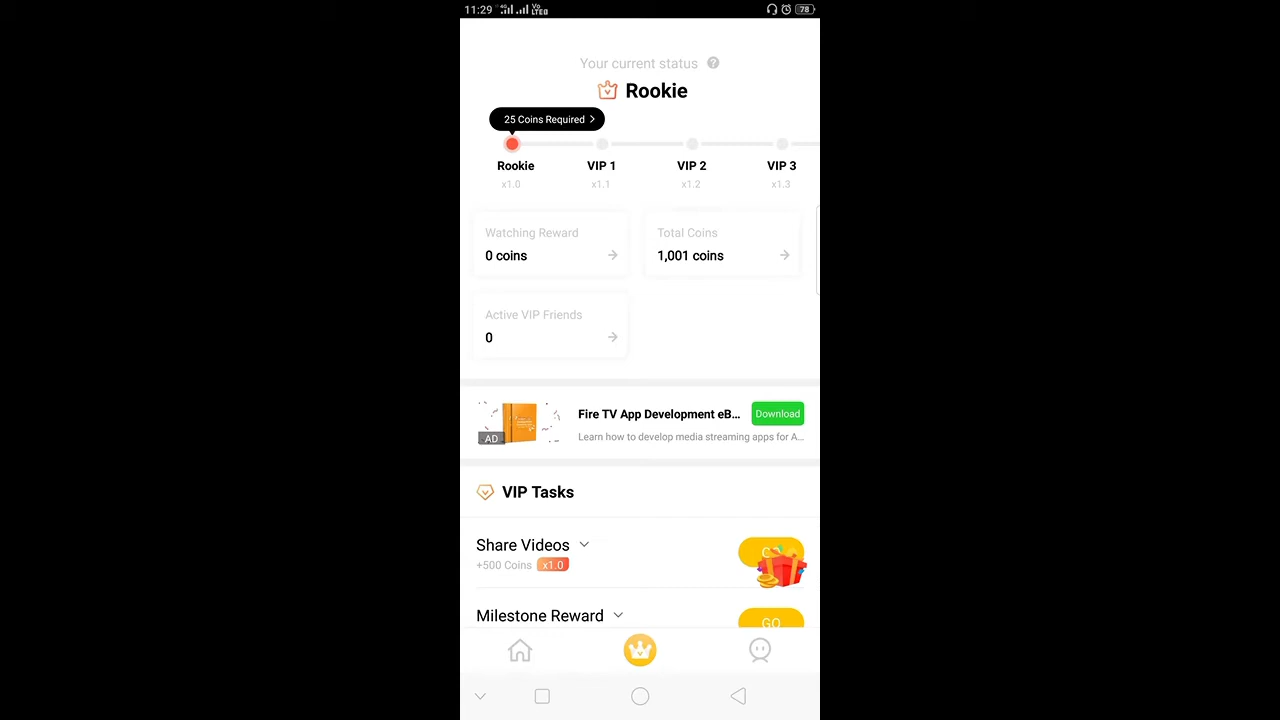 11:29 4G Vo LTE 78
Your current status ?
Rookie
25 Coins Required >
Rookie VIP 1 VIP 2 VIP 3
x1.0 x1.1 x1.2 x1.3
Watching Reward Total Coins
0 coins 1,001 coins
Active VIP Friends
0
Fire TV App Development eB... Download
AD Learn how to develop media streaming apps for A...
VIP Tasks
Share Videos
+500 Coins x1.0
Milestone Reward
GO